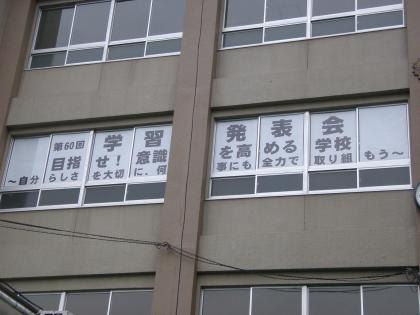 第60回 学習発表会
目指せ!意識を高める学校
~自分らしさを大切に、何事にも全力で取り組もう~